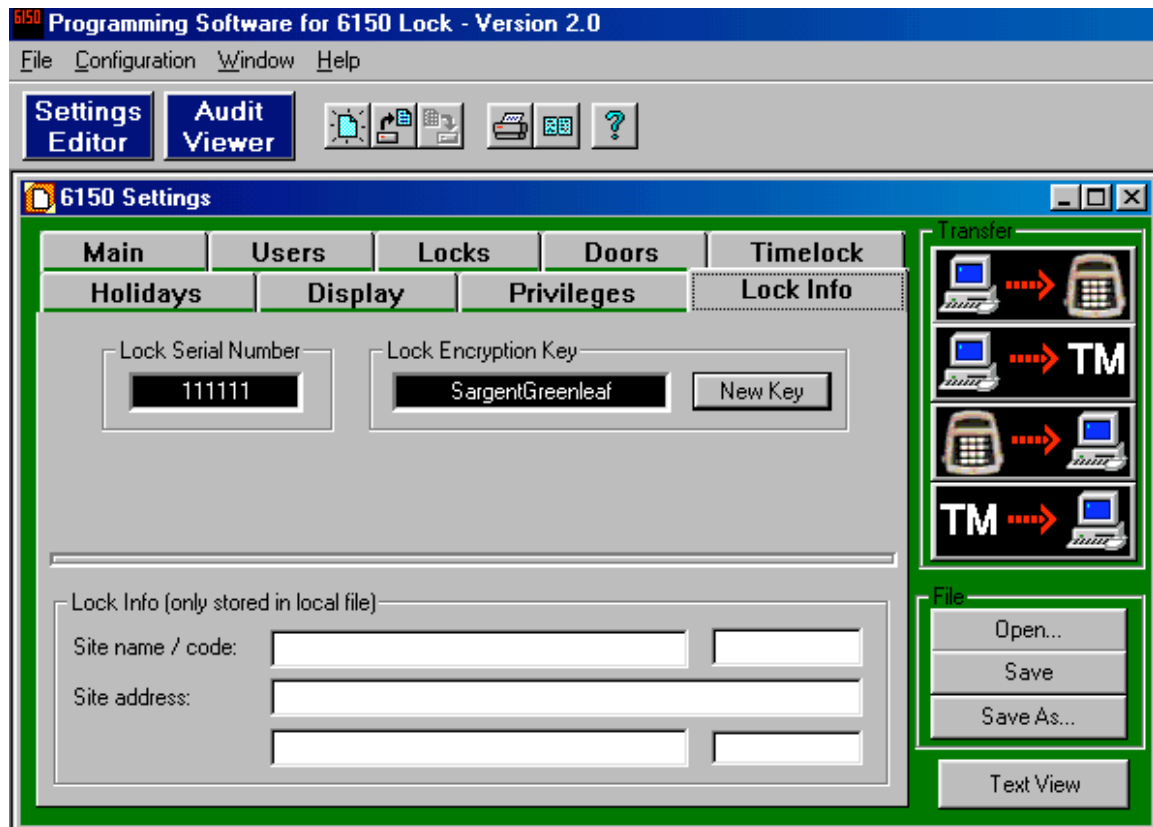 6150 Programming Software for 6150 Lock - Version 2.0
File Configuration Window Help
Settings Editor
Audit Viewer
?
6150 Settings
Main Users Locks Doors Timelock
Holidays Display Privileges Lock Info
Lock Serial Number
111111
Lock Encryption Key
SargentGreenleaf
New Key
Lock Info (only stored in local file)
Site name / code:
Site address:
Transfer
TM
TM
File
Open...
Save
Save As...
Text View